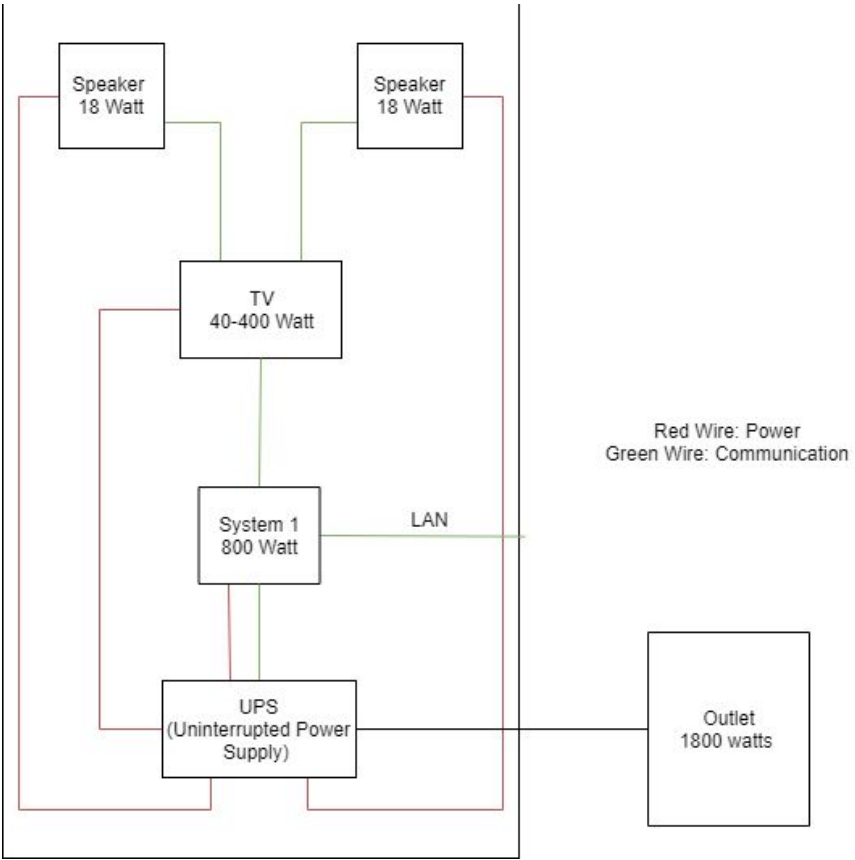 Speaker
18 Watt
Speaker
18 Watt
TV
40-400 Watt
Red Wire: Power
Green Wire: Communication
System 1
800 Watt
LAN
UPS
(Uninterrupted Power
Supply)
Outlet
1800 watts